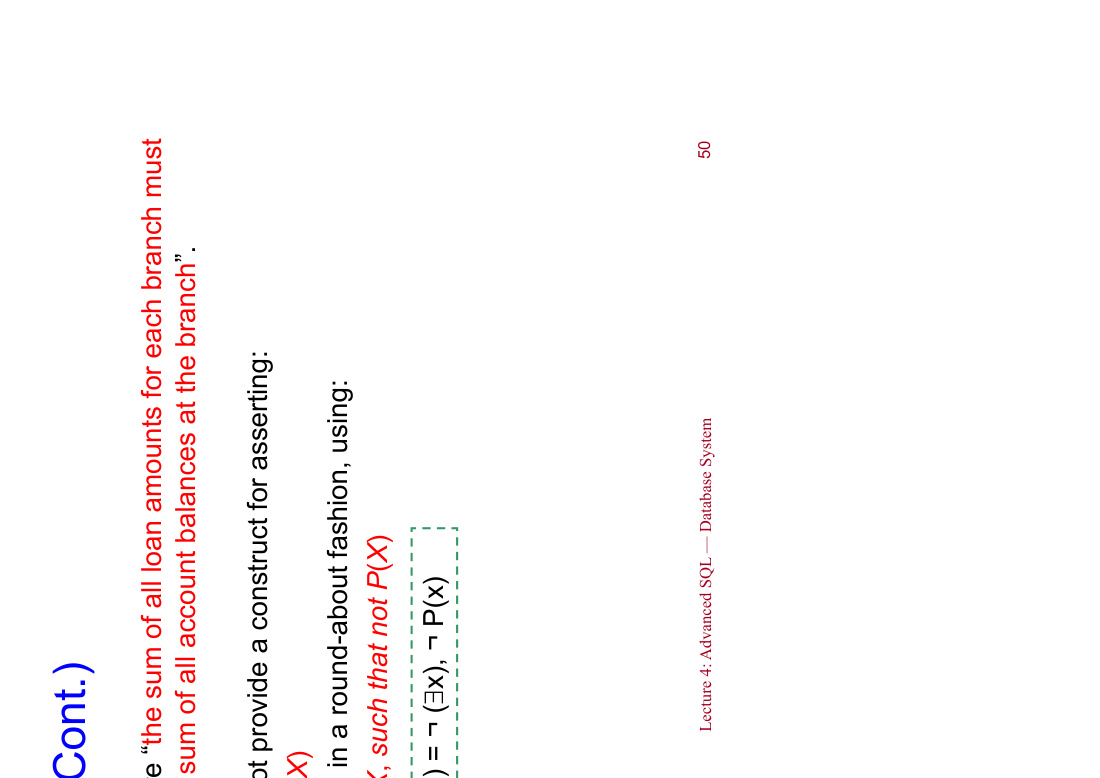 Cont.)
“the sum of all loan amounts for each branch must
sum of all account balances at the branch”.
provide a construct for asserting:
X)
in a round-about fashion, using:
, such that not P(X)
) = ¬ (∃x), ¬ P(x)
Lecture 4: Advanced SQL — Database System 50